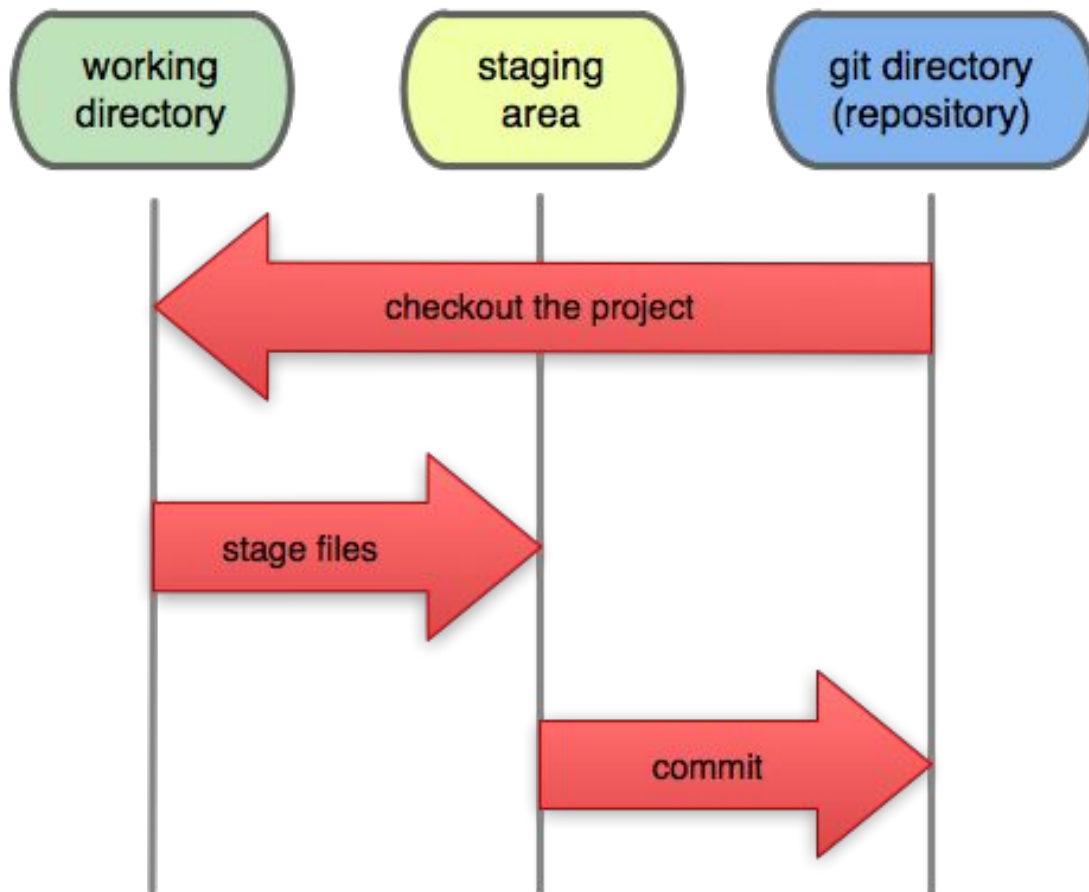 working
directory
staging
area
git directory
(repository)
checkout the project
stage files
commit